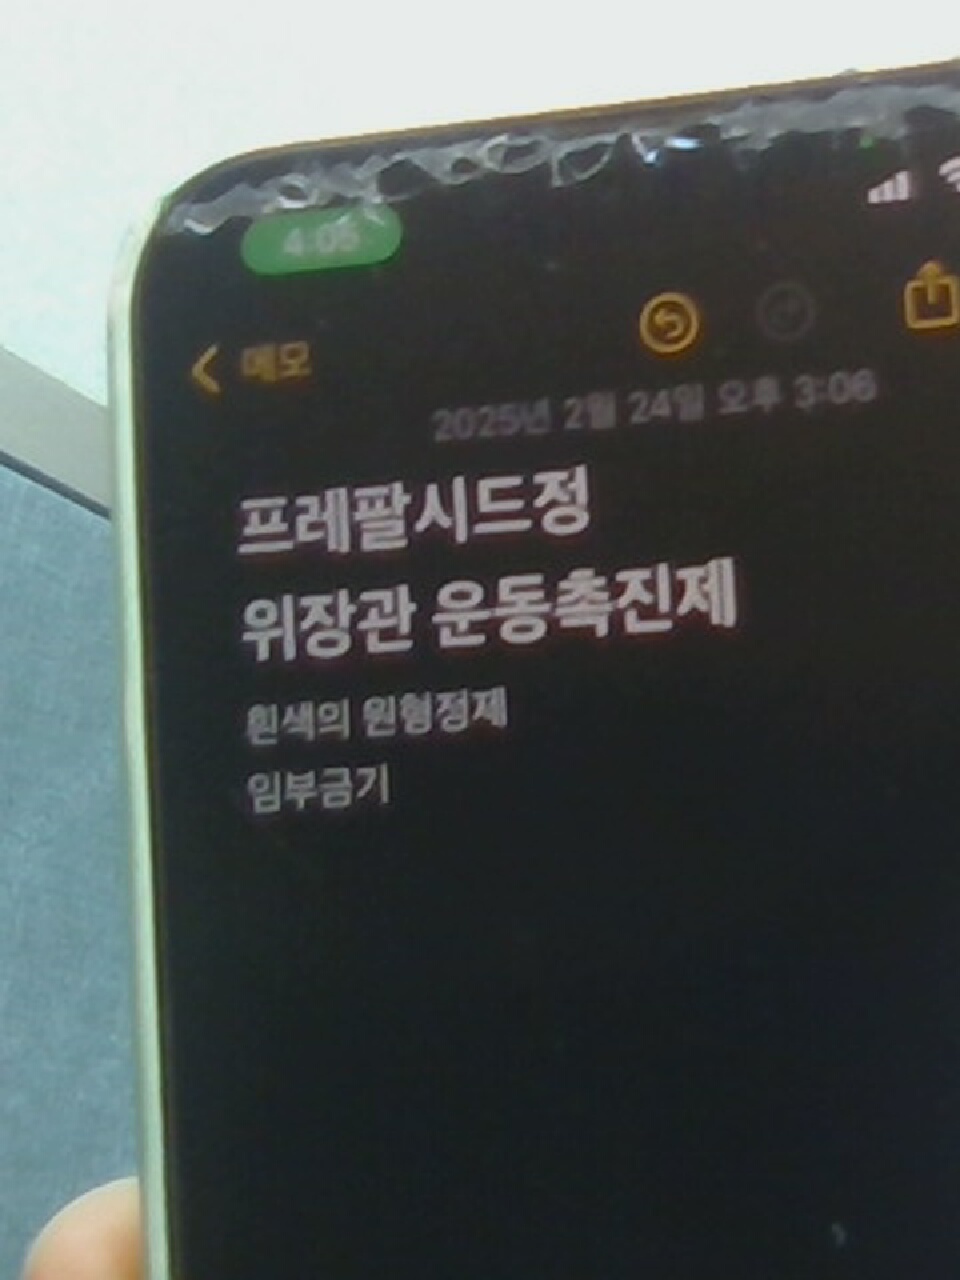 4:05
메모
2025년 2월 24일 오후 3:06
프레팔시드정
위장관 운동촉진제
흰색의 원형정제
임부금기